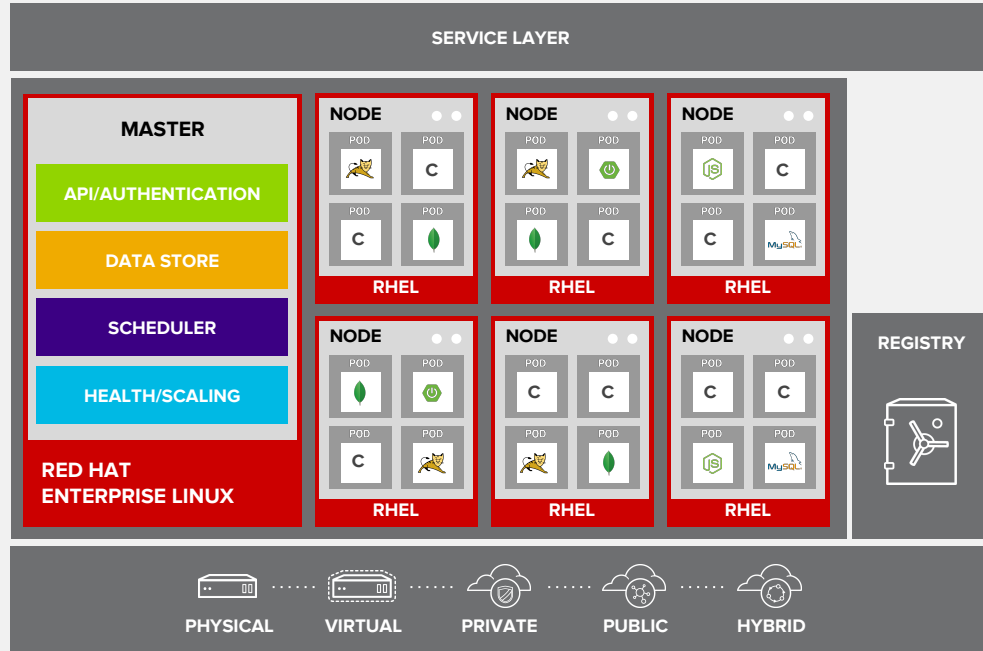 SERVICE LAYER
MASTER
API/AUTHENTICATION
DATA STORE
SCHEDULER
HEALTH/SCALING
RED HAT
ENTERPRISE LINUX
NODE
POD
POD
C
POD
POD
C
RHEL
NODE
POD
POD
POD
POD
C
RHEL
NODE
POD
POD
JS
C
POD
POD
C
MySQL
RHEL
NODE
POD
POD
POD
POD
C
RHEL
NODE
POD
POD
C
C
POD
POD
RHEL
NODE
POD
POD
C
C
POD
POD
JS
MySQL
RHEL
REGISTRY
PHYSICAL
VIRTUAL
PRIVATE
PUBLIC
HYBRID